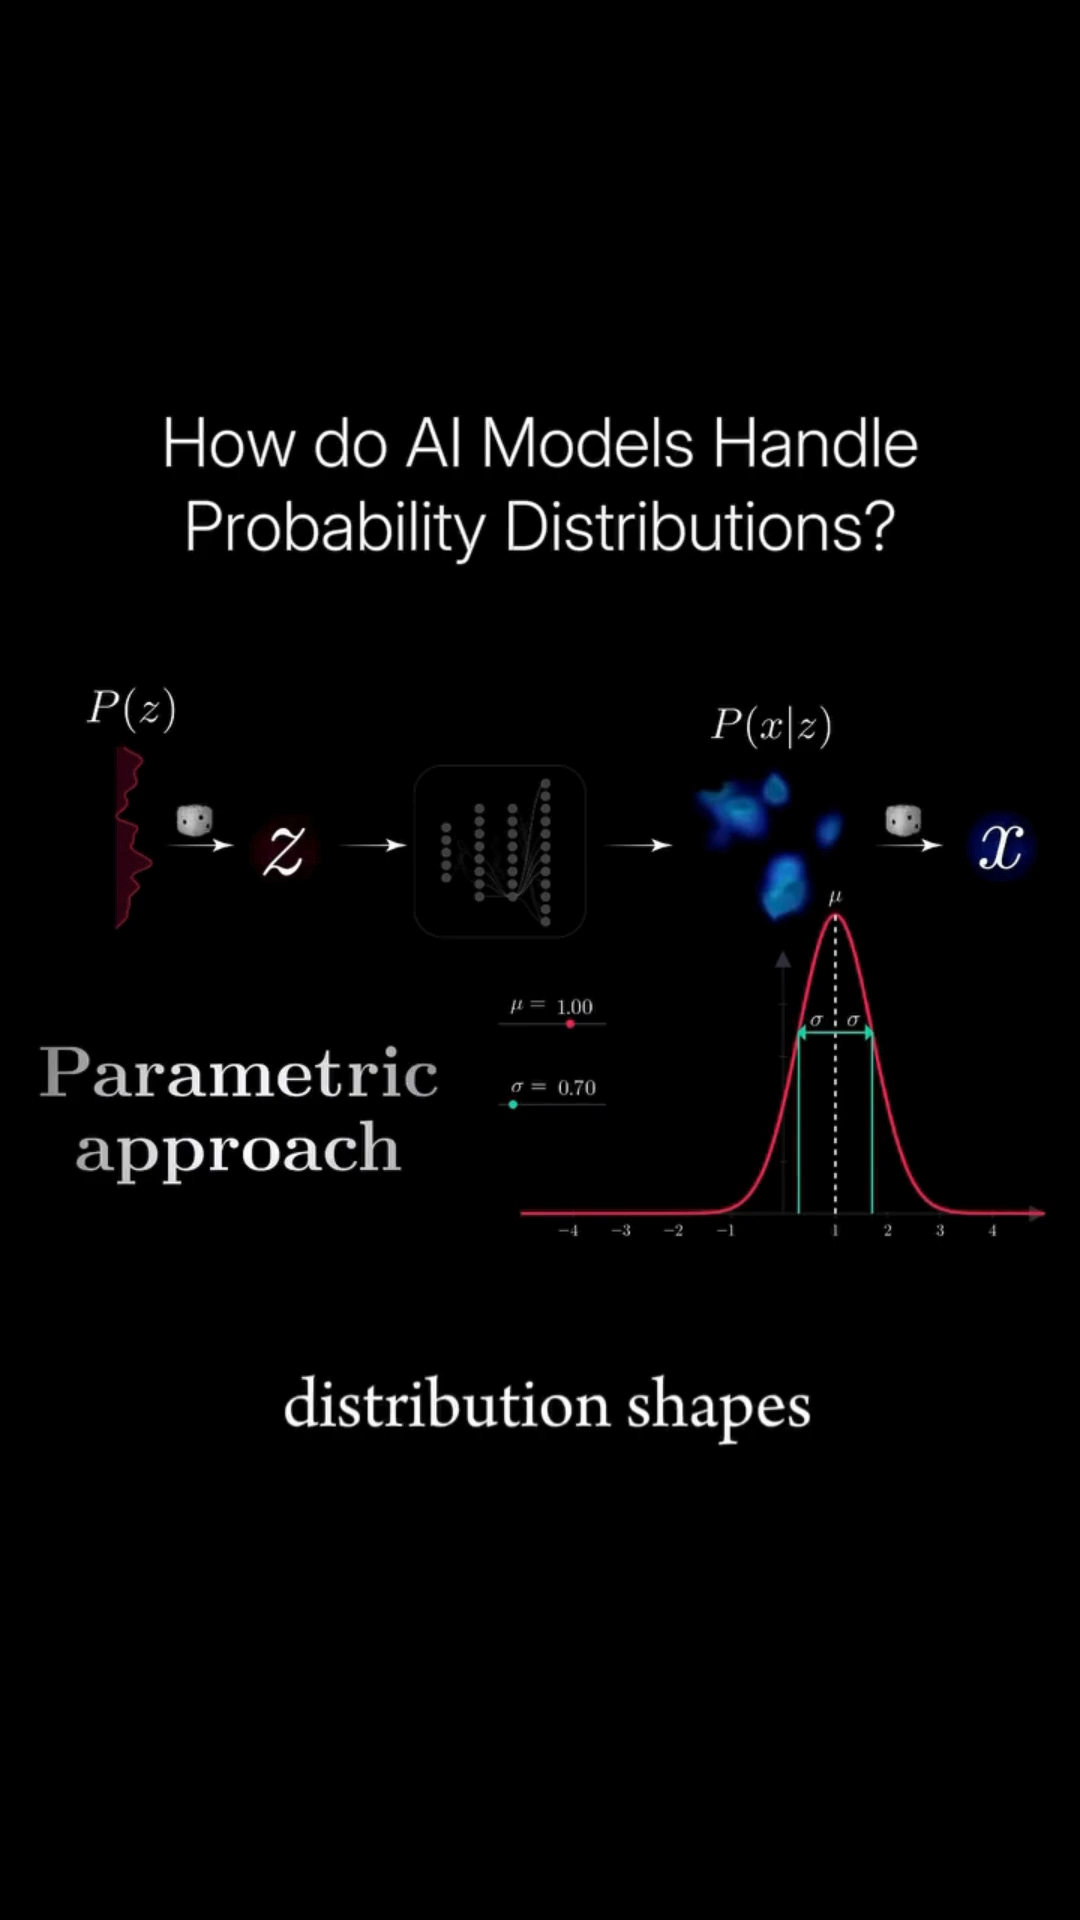 How do AI Models Handle
Probability Distributions?
P(z)
P(x|z)
z
x
μ
σ σ
μ = 1.00
σ = 0.70
Parametric
approach
−4 −3 −2 −1 1 2 3 4
distribution shapes